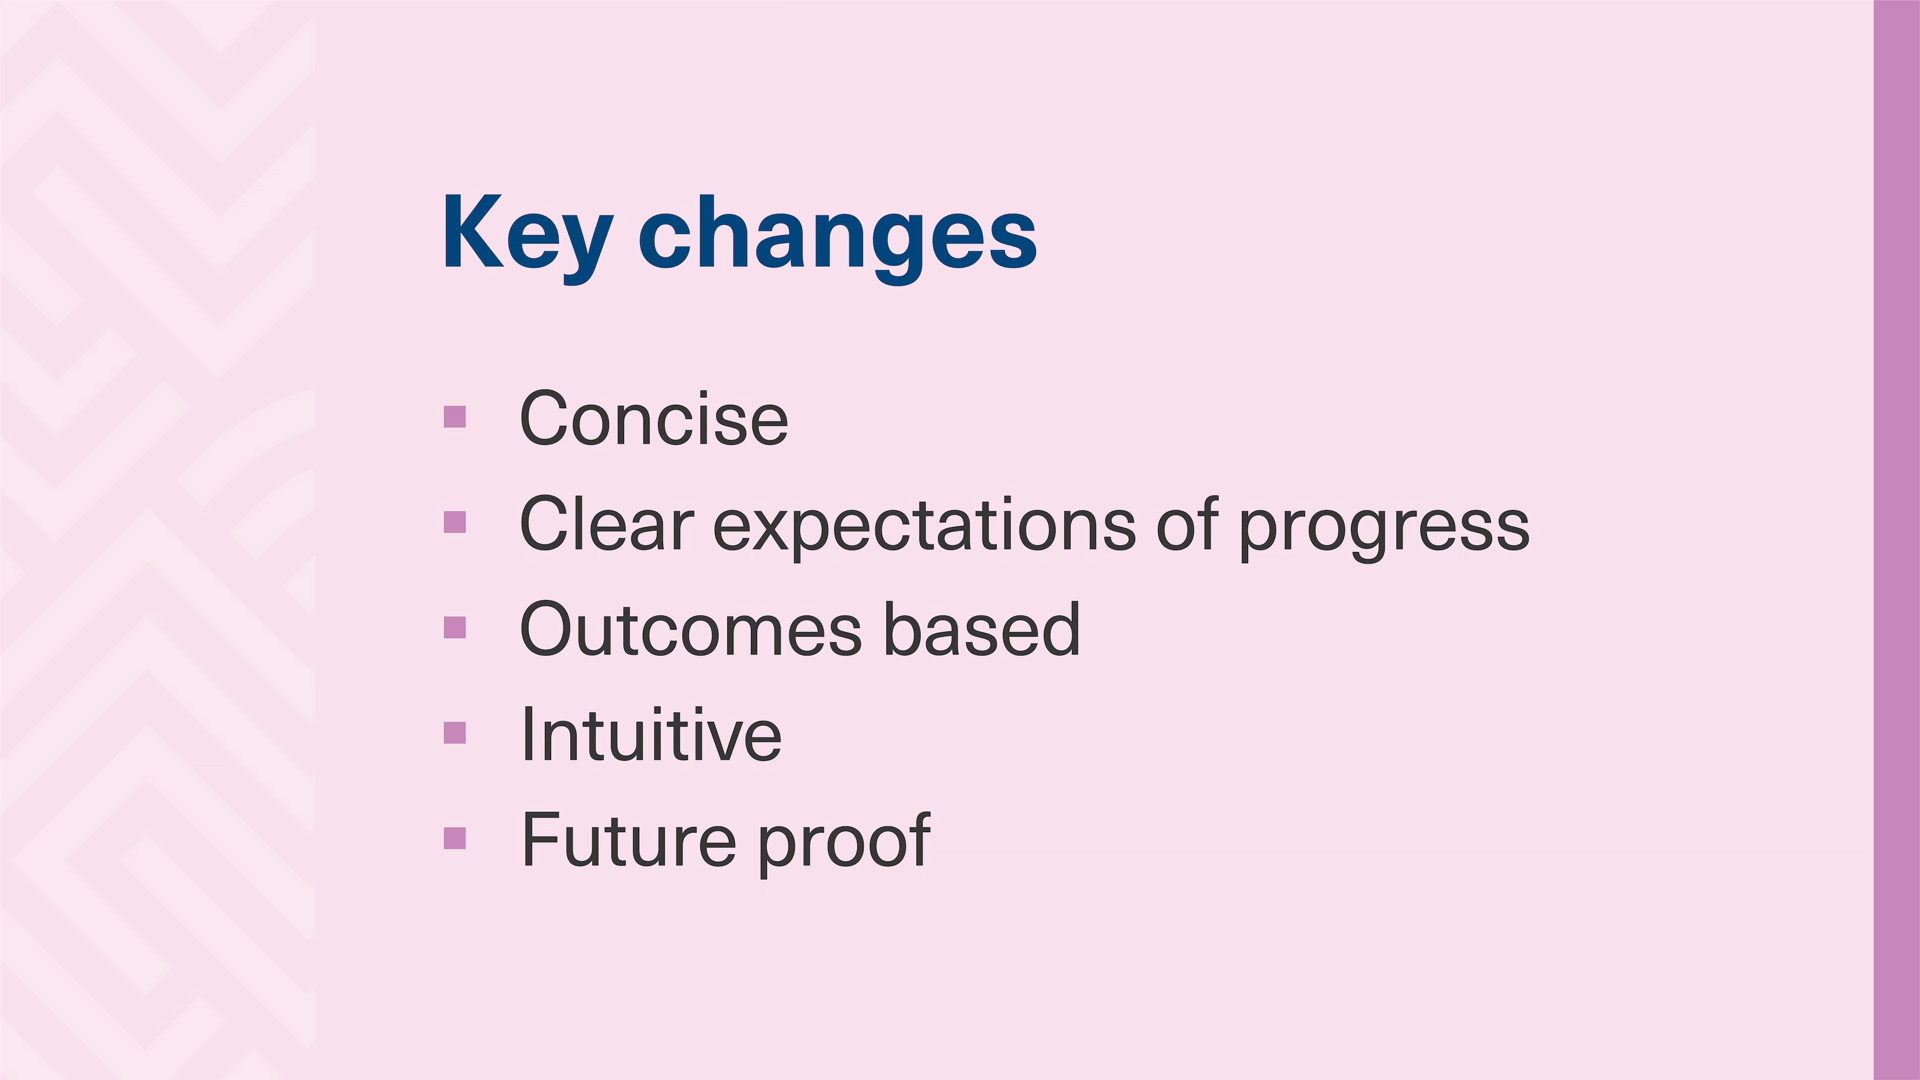 Key changes
Concise
Clear expectations of progress
Outcomes based
Intuitive
Future proof